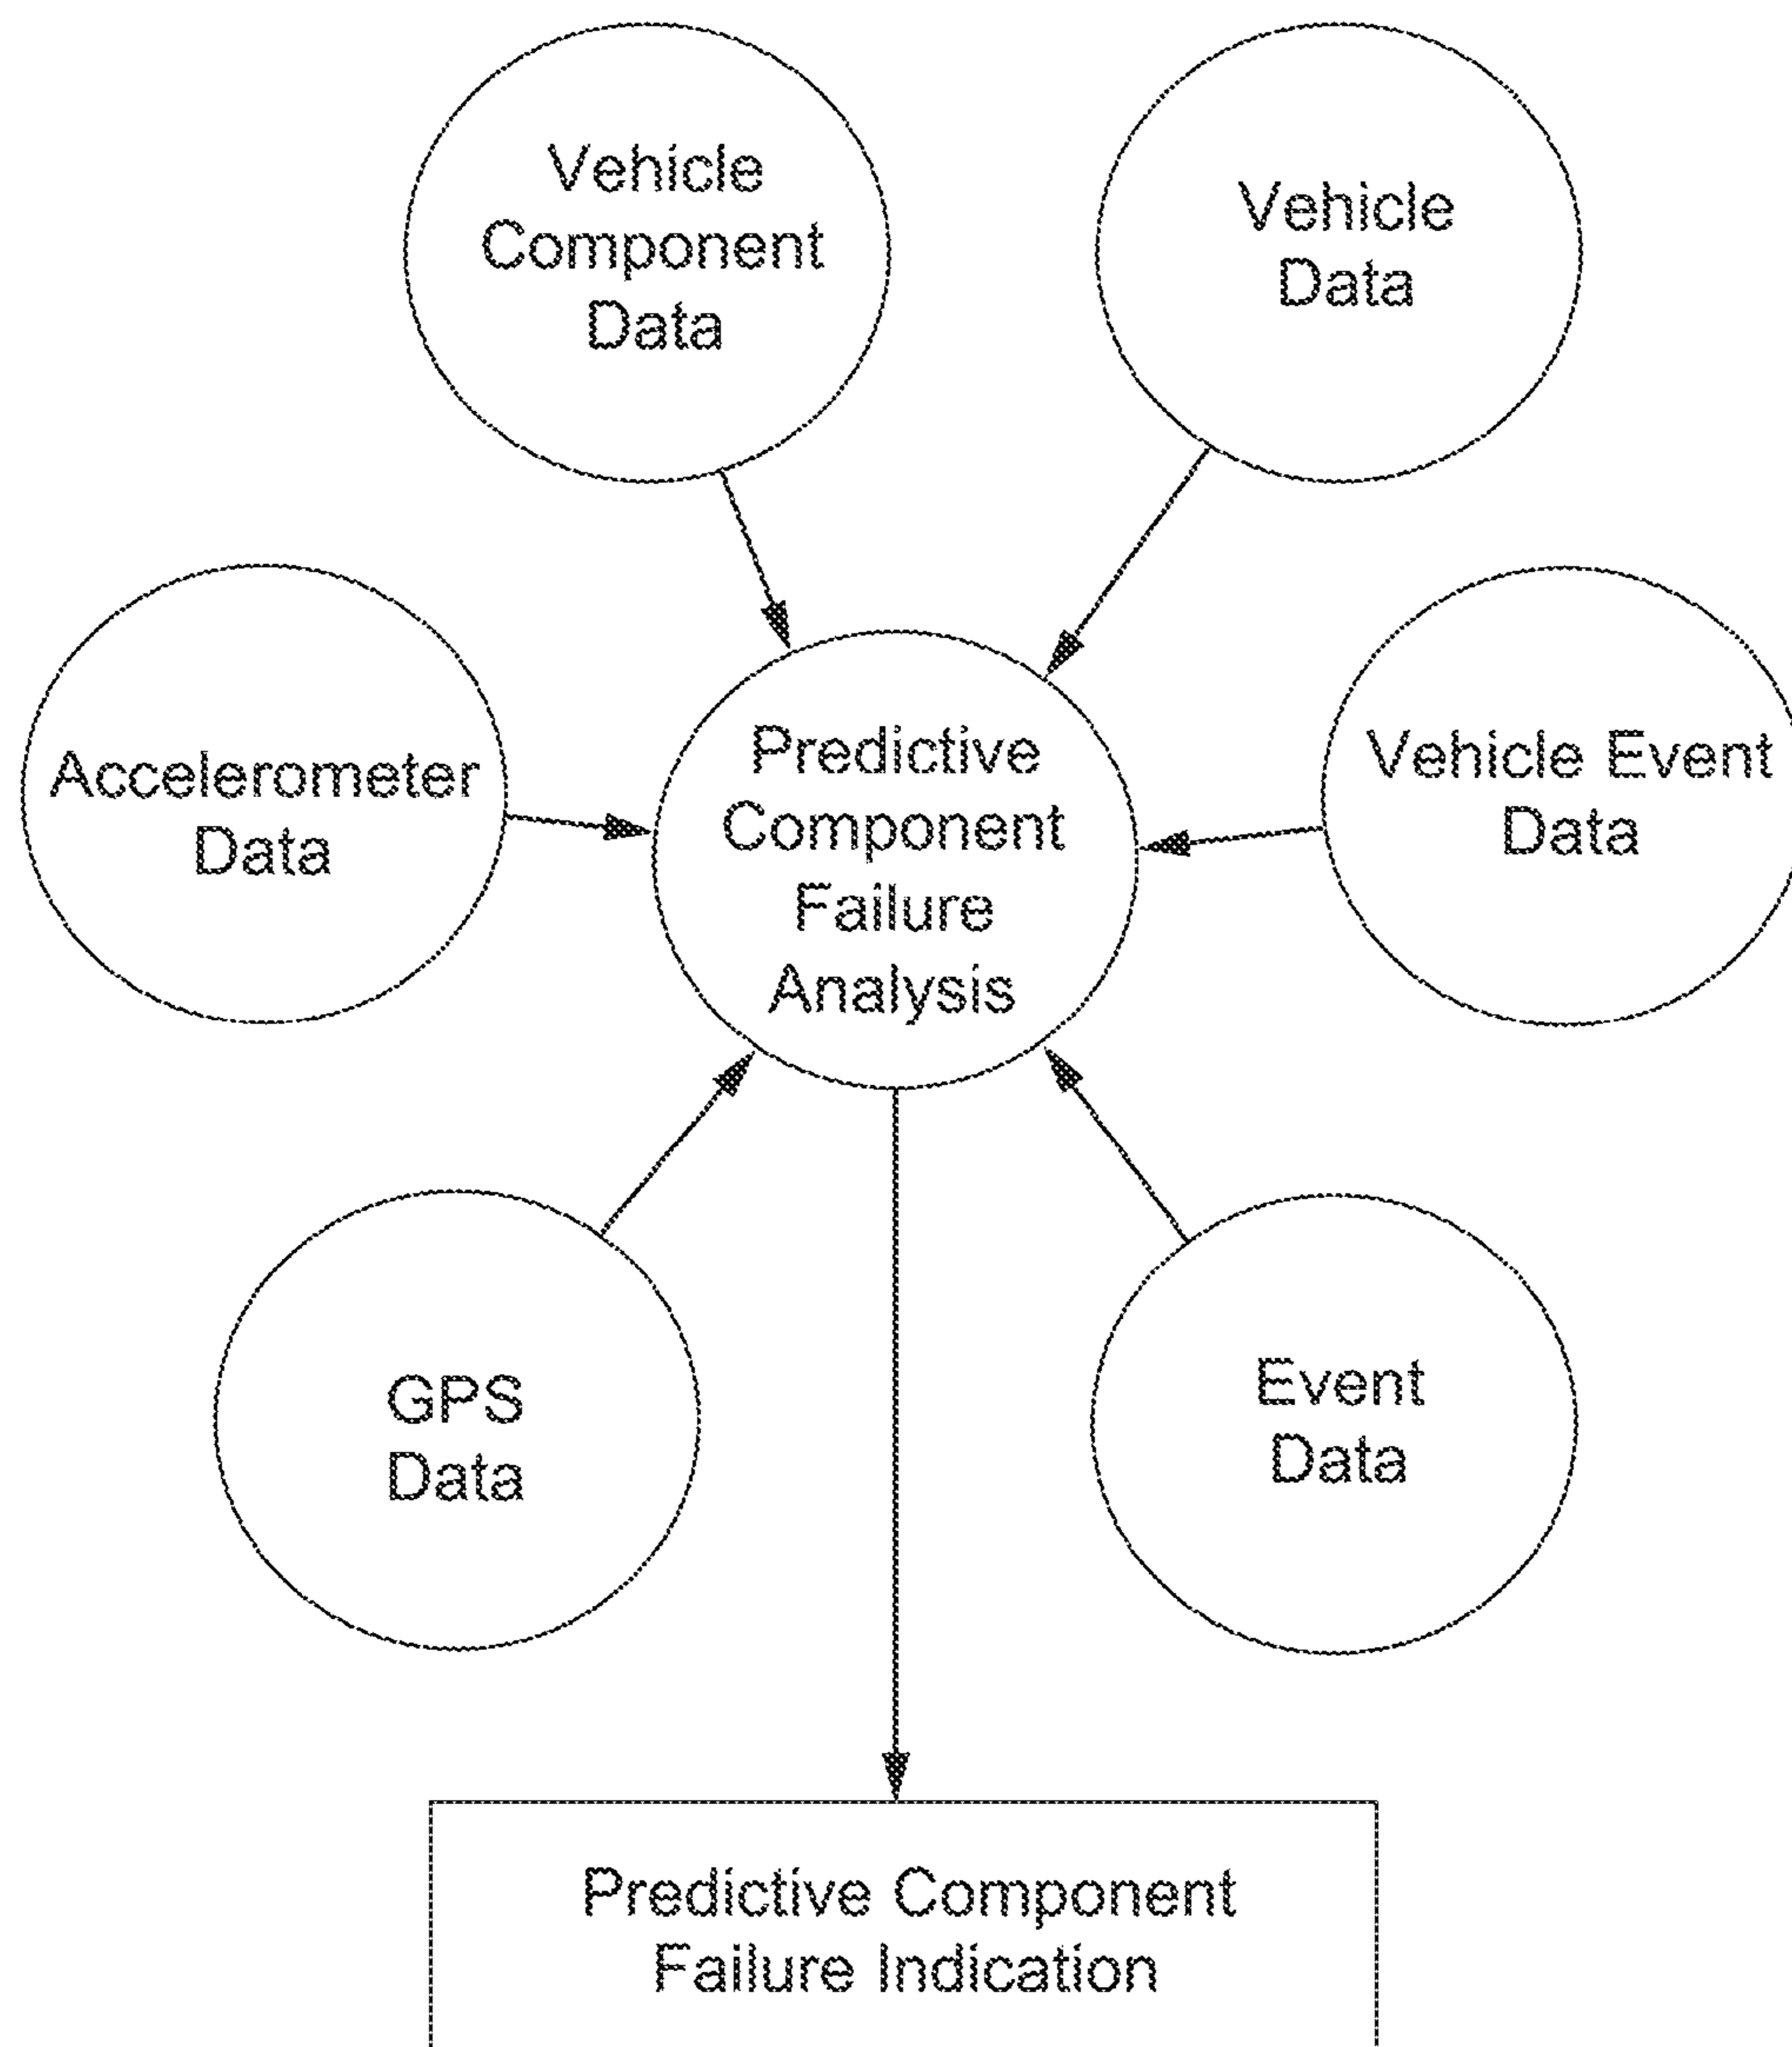 Vehicle
Component
Data
Vehicle
Data
Accelerometer
Data
Predictive
Component
Failure
Analysis
Vehicle Event
Data
GPS
Data
Event
Data
Predictive Component
Failure Indication